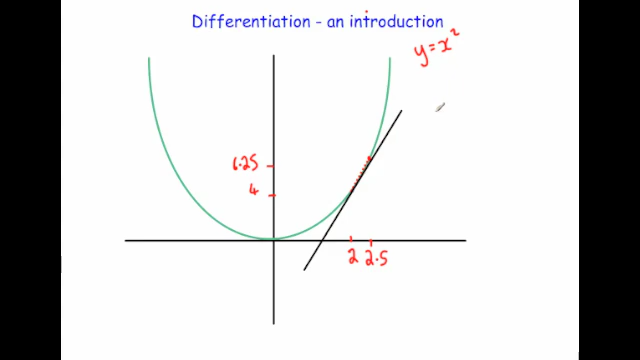 Differentiation - an introduction
y = x²
6.25
4
2
2.5